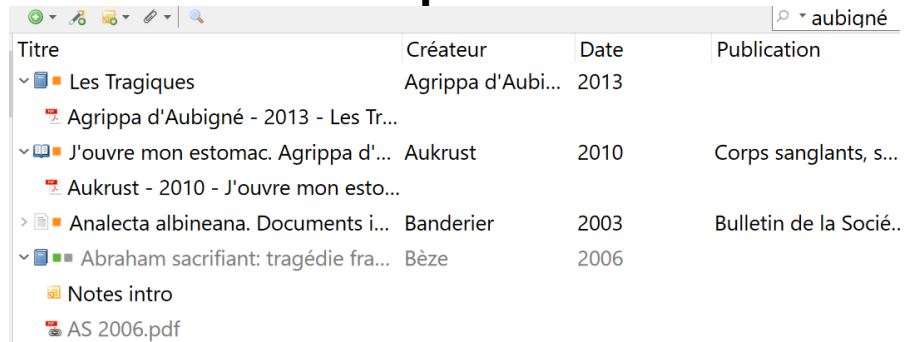 aubigné
Titre Créateur Date Publication
Les Tragiques Agrippa d'Aubi... 2013
Agrippa d'Aubigné - 2013 - Les Tr...
J'ouvre mon estomac. Agrippa d'... Aukrust 2010 Corps sanglants, s...
Aukrust - 2010 - J'ouvre mon esto...
Analecta albineana. Documents i... Banderier 2003 Bulletin de la Socié..
Abraham sacrifiant: tragédie fra... Bèze 2006
Notes intro
AS 2006.pdf